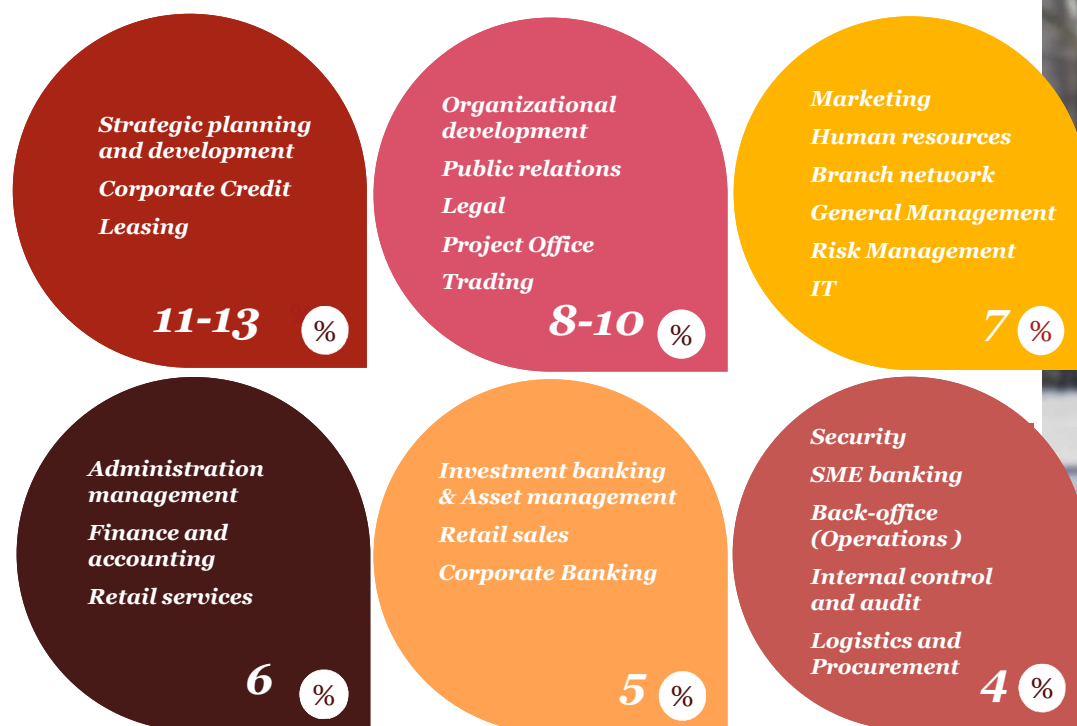 Strategic planning
and development
Corporate Credit
Leasing
11-13 %
Organizational
development
Public relations
Legal
Project Office
Trading
8-10 %
Marketing
Human resources
Branch network
General Management
Risk Management
IT
7 %
Administration
management
Finance and
accounting
Retail services
6 %
Investment banking
& Asset management
Retail sales
Corporate Banking
5 %
Security
SME banking
Back-office
(Operations )
Internal control
and audit
Logistics and
Procurement
4 %